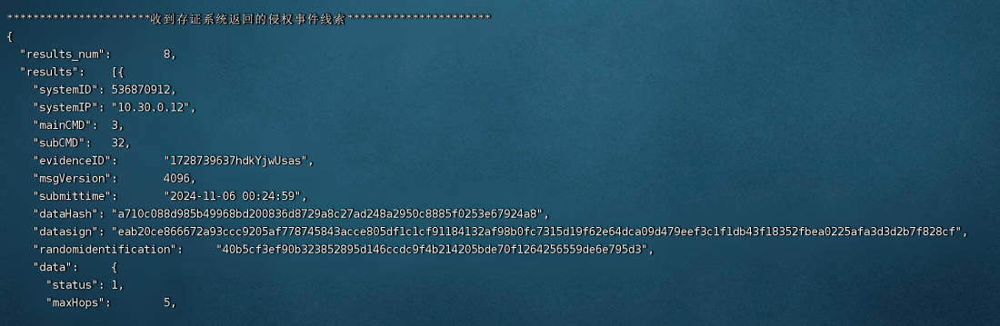 **********************收到存证系统返回的侵权事件线索**********************
{
"results_num": 8,
"results": [{
"systemID": 536870912,
"systemIP": "10.30.0.12",
"mainCMD": 3,
"subCMD": 32,
"evidenceID": "1728739637hdkYjwUsas",
"msgVersion": 4096,
"submittime": "2024-11-06 00:24:59",
"dataHash": "a710c088d985b49968bd200836d8729a8c27ad248a2950c8885f0253e67924a8",
"datasign": "eab20ce866672a93ccc9205af778745843acce805df1c1cf91184132af98b0fc7315d19f62e64dca09d479eef3c1f1db43f18352fbea0225afa3d3d2b7f828cf",
"randomidentification": "40b5cf3ef90b323852895d146ccdc9f4b214205bde70f1264256559de6e795d3",
"data": {
"status": 1,
"maxHops": 5,